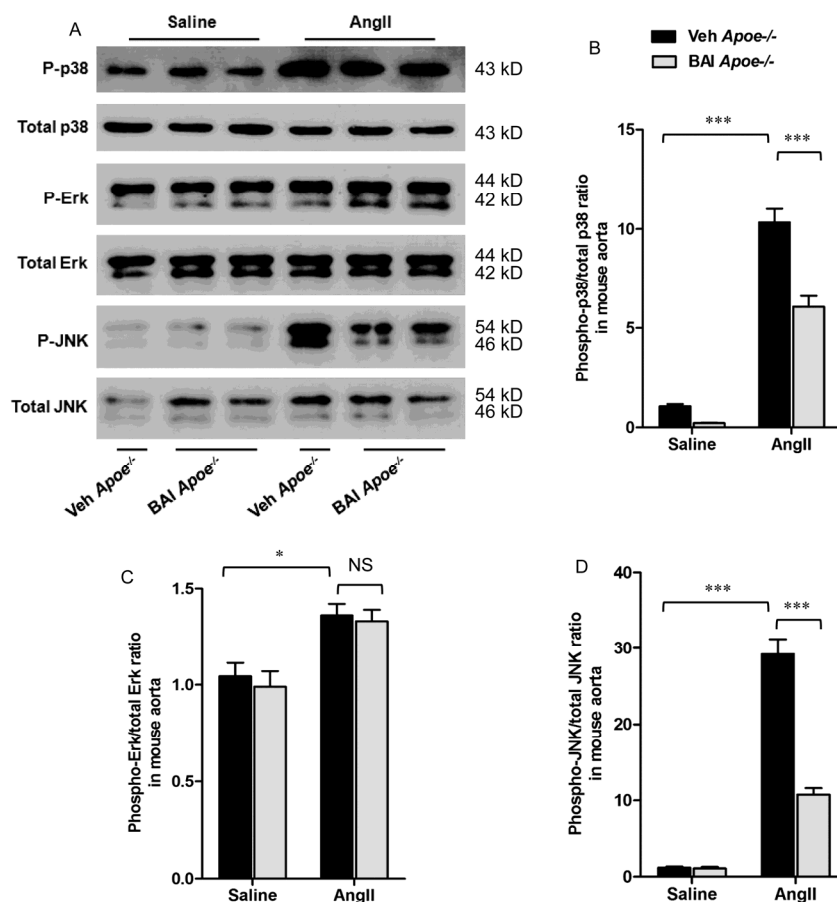 A
Saline
AngII
P-p38
43 kD
Total p38
43 kD
P-Erk
44 kD
42 kD
Total Erk
44 kD
42 kD
P-JNK
54 kD
46 kD
Total JNK
54 kD
46 kD
Veh Apoe-/-
BAI Apoe-/-
Veh Apoe-/-
BAI Apoe-/-
B
Veh Apoe-/-
BAI Apoe-/-
Phospho-p38/total p38 ratio
in mouse aorta
15
10
5
0
***
***
Saline
AngII
C
Phospho-Erk/total Erk ratio
in mouse aorta
1.5
1.0
0.5
0.0
*
NS
Saline
AngII
D
Phospho-JNK/total JNK ratio
in mouse aorta
40
30
20
10
0
***
***
Saline
AngII